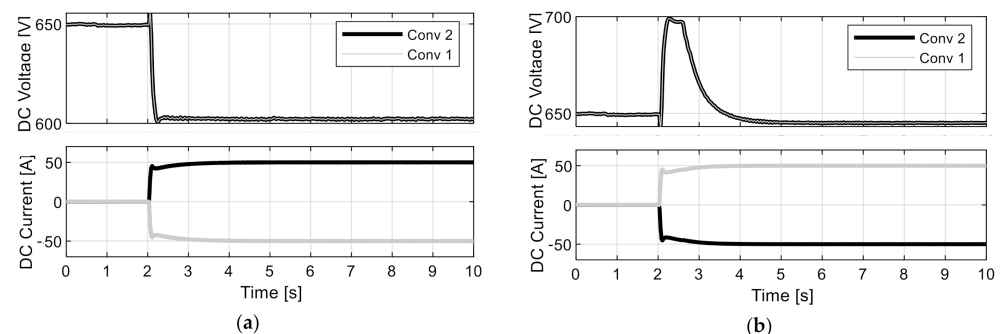 DC Voltage [V]
650
600
Conv 2
Conv 1
DC Current [A]
50
0
-50
0 1 2 3 4 5 6 7 8 9 10
Time [s]
(a)
DC Voltage [V]
700
650
Conv 2
Conv 1
DC Current [A]
50
0
-50
0 1 2 3 4 5 6 7 8 9 10
Time [s]
(b)